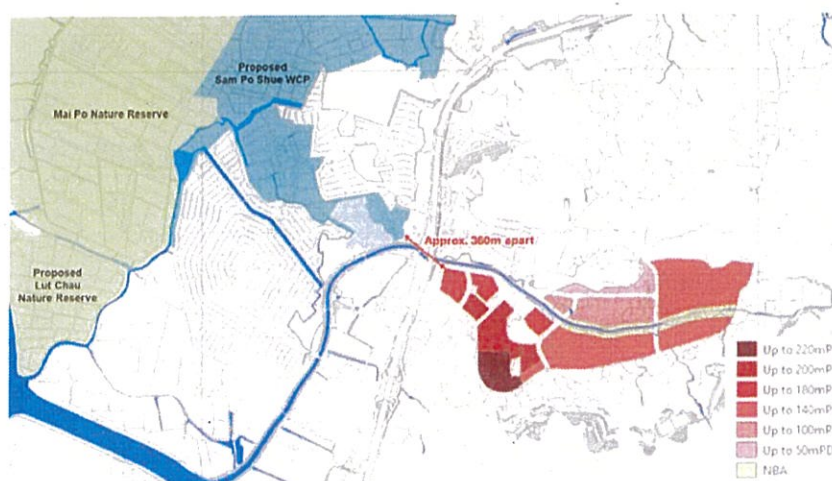 Proposed
Sam Po Shue WCP
Mai Po Nature Reserve
Approx. 360m apart
Proposed
Lut Chau
Nature Reserve
Up to 220mP
Up to 200mP
Up to 180mP
Up to 140mP
Up to 100mP
Up to 50mPD
NBA